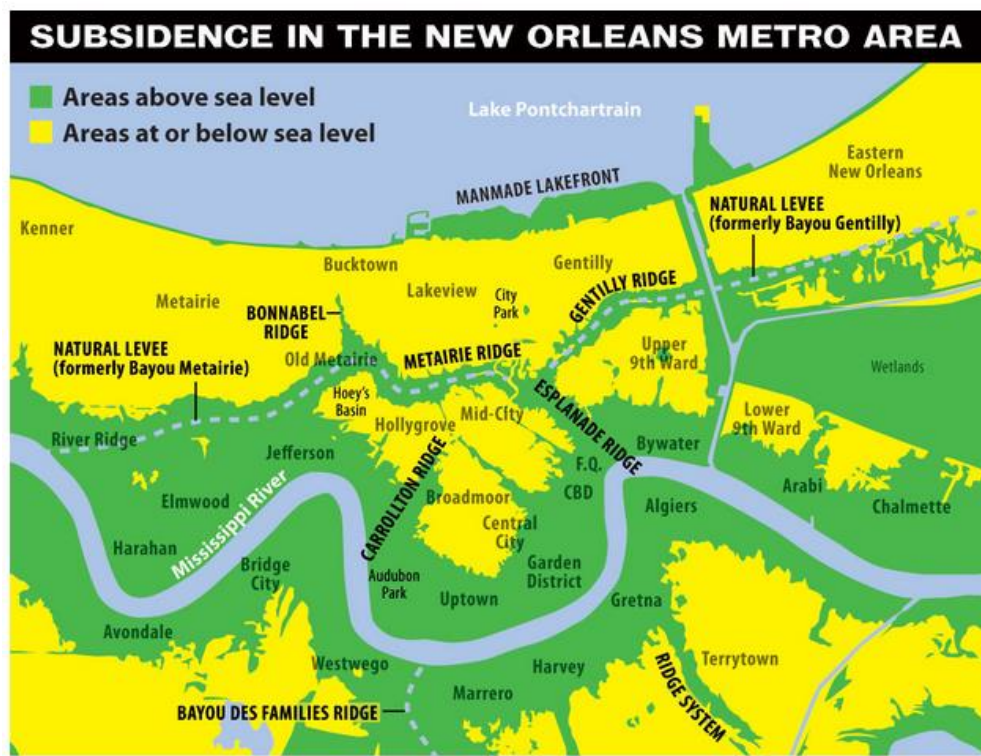 SUBSIDENCE IN THE NEW ORLEANS METRO AREA
Areas above sea level
Areas at or below sea level
Lake Pontchartrain
Eastern
New Orleans
MANMADE LAKEFRONT
NATURAL LEVEE
(formerly Bayou Gentilly)
Kenner
Bucktown
Gentilly
Lakeview
City
Park
GENTILLY RIDGE
Metairie
BONNABEL
RIDGE
NATURAL LEVEE
(formerly Bayou Metairie)
Old Metairie
METAIRIE RIDGE
Upper
9th Ward
Wetlands
Hoey's
Basin
Hollygrove
Mid-City
ESPLANADE RIDGE
Lower
9th Ward
River Ridge
Jefferson
Bywater
F.Q.
CBD
CARROLLTON RIDGE
Broadmoor
Central
City
Algiers
Arabi
Chalmette
Elmwood
Mississippi River
Harahan
Bridge
City
Audubon
Park
Uptown
Garden
District
Gretna
Avondale
Westwego
Harvey
Terrytown
RIDGE SYSTEM
Marrero
BAYOU DES FAMILIES RIDGE